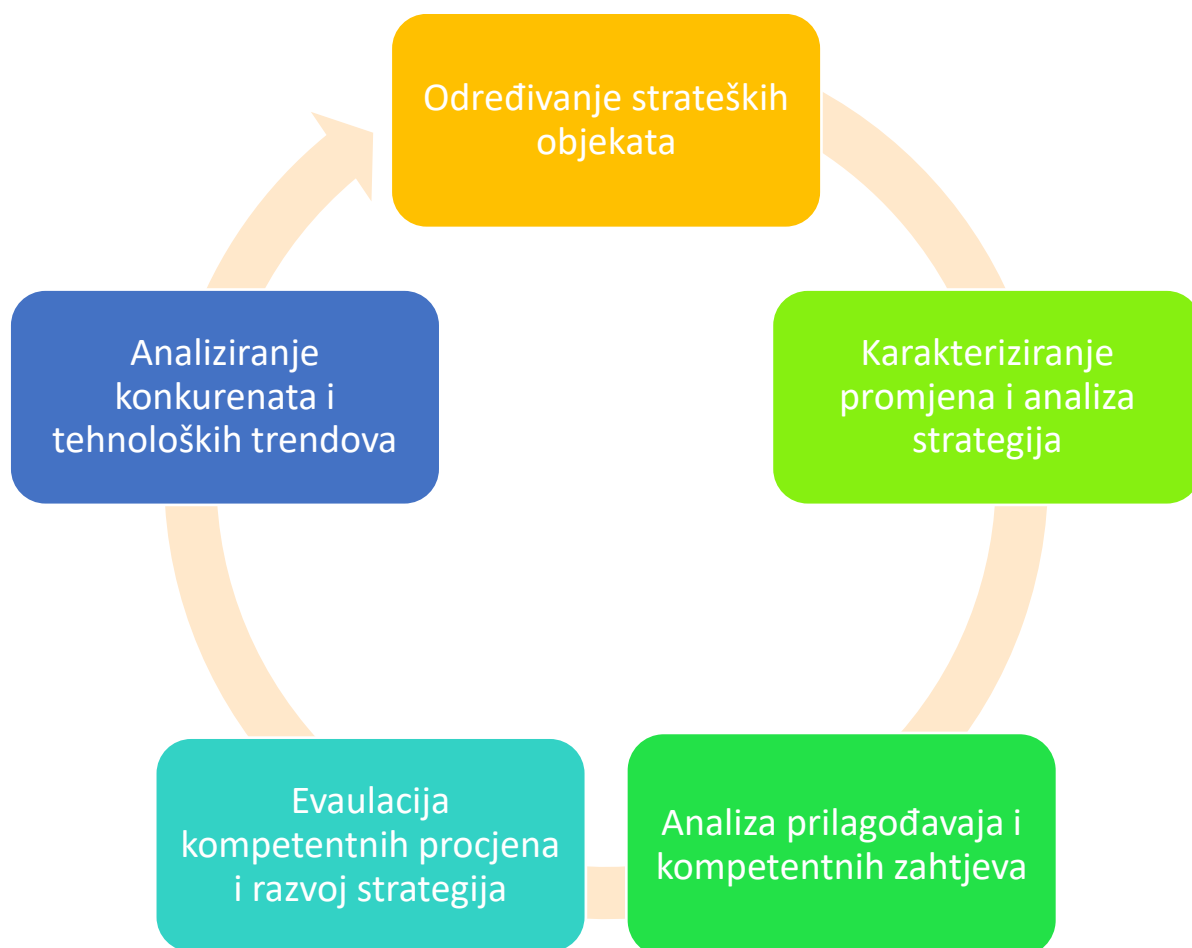 Određivanje strateških
objekata
Karakteriziranje
promjena i analiza
strategija
Analiza prilagođavaja i
kompetentnih zahtjeva
Evaulacija
kompetentnih procjena
i razvoj strategija
Analiziranje
konkurenata i
tehnoloških trendova